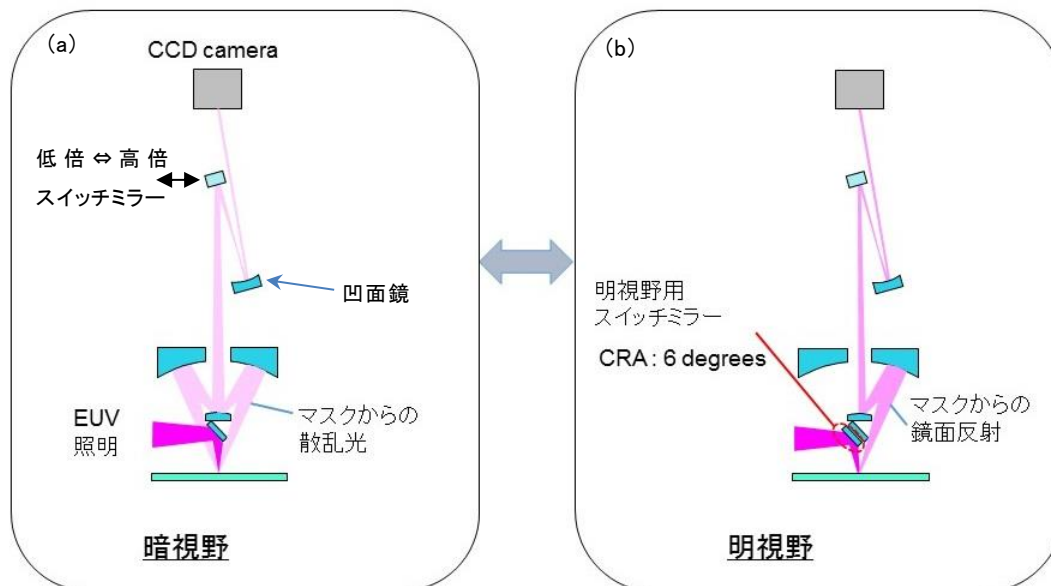 (a)
CCD camera
低倍 ⇔ 高倍
スイッチミラー
凹面鏡
EUV
照明
マスクからの
散乱光
暗視野
(b)
明視野用
スイッチミラー
CRA : 6 degrees
マスクからの
鏡面反射
明視野